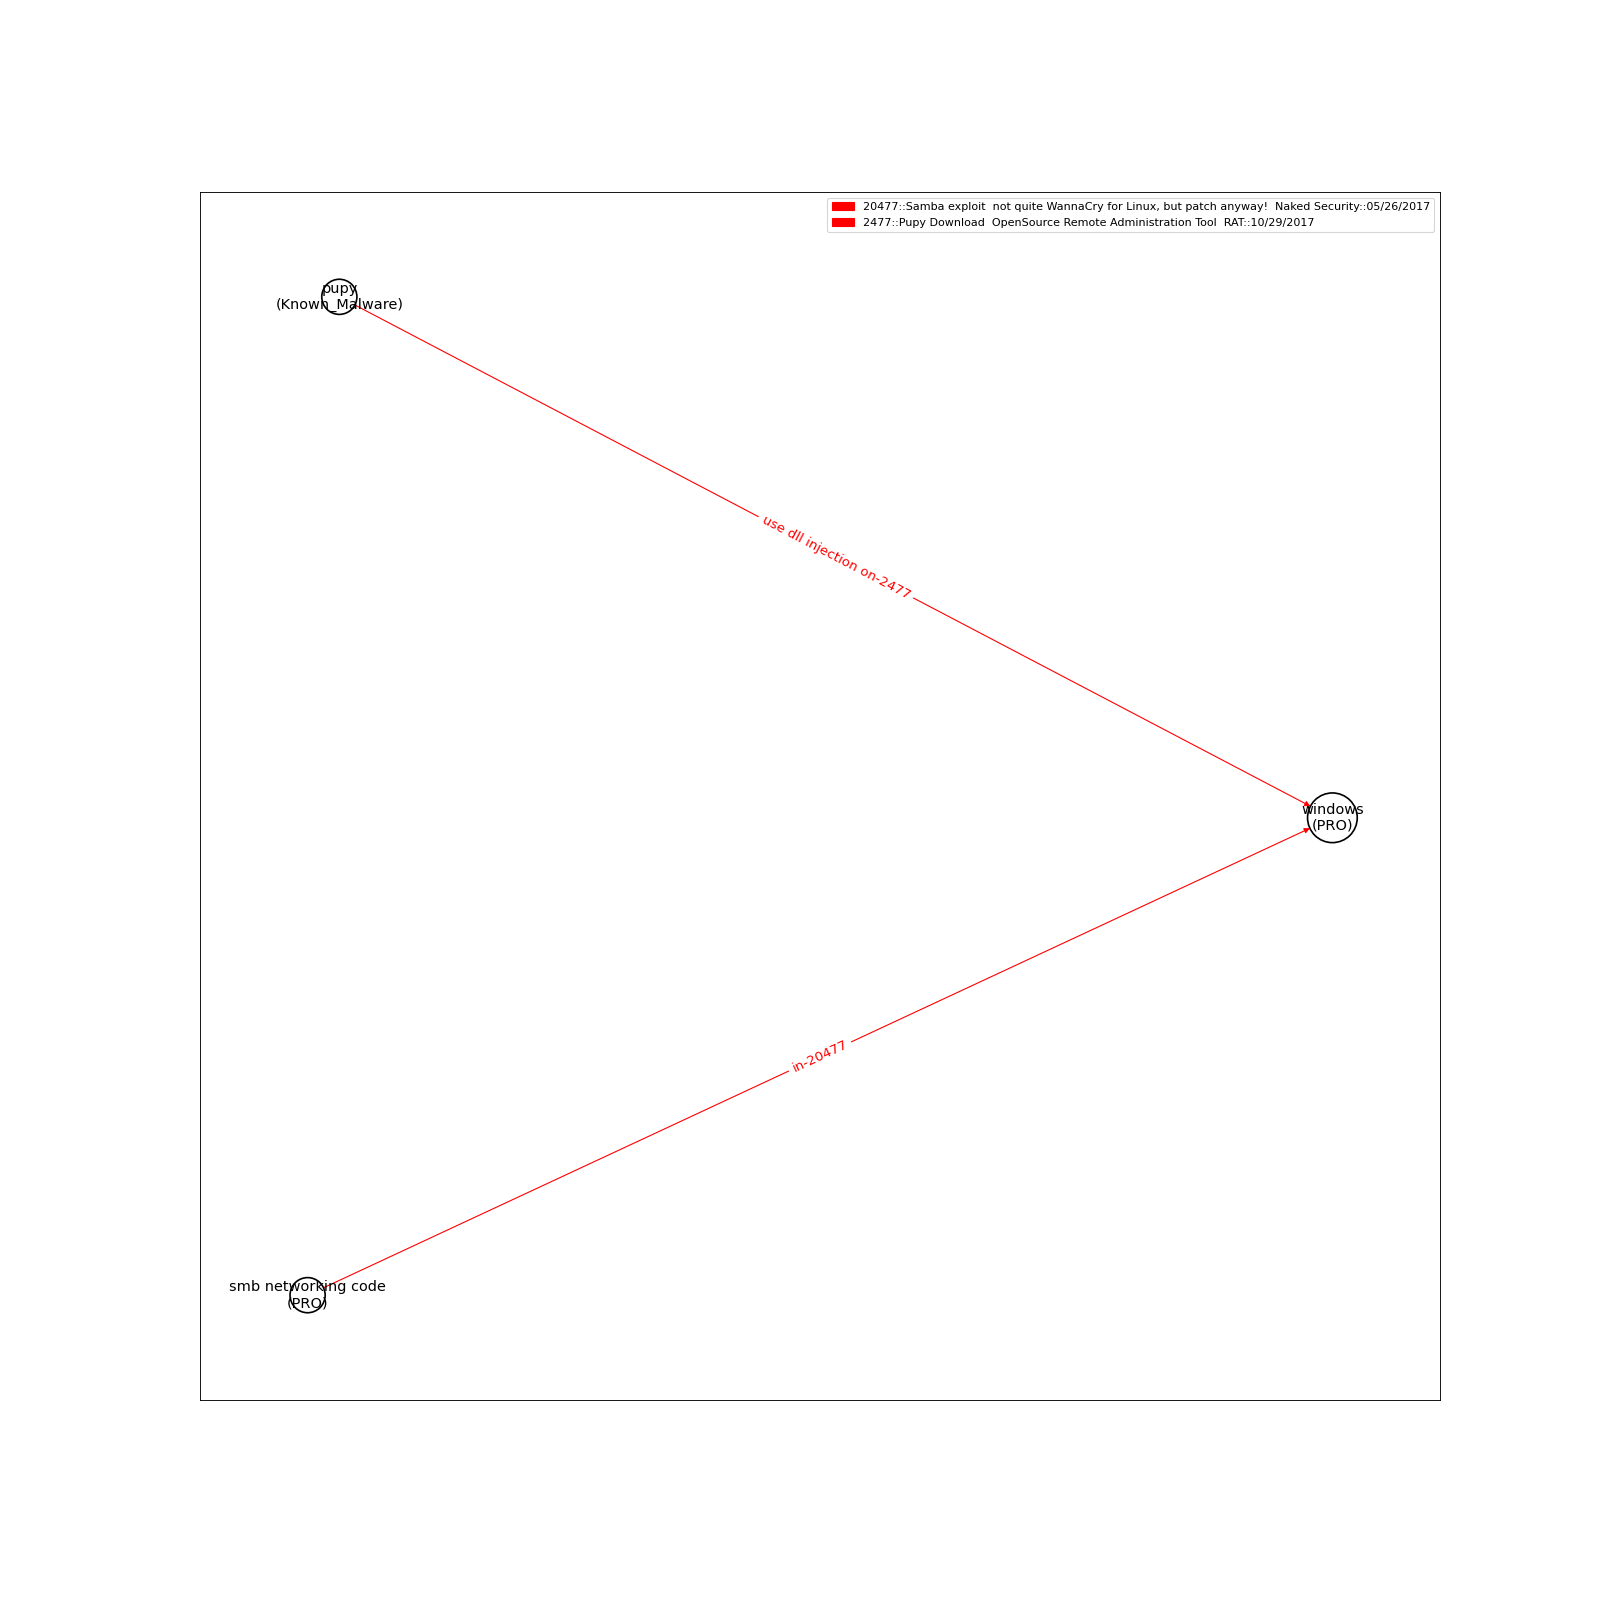 20477::Samba exploit  not quite WannaCry for Linux, but patch anyway!  Naked Security::05/26/2017
2477::Pupy Download  OpenSource Remote Administration Tool  RAT::10/29/2017
pupy
(Known_Malware)
use dll injection on-2477
windows
(PRO)
in-20477
smb networking code
(PRO)